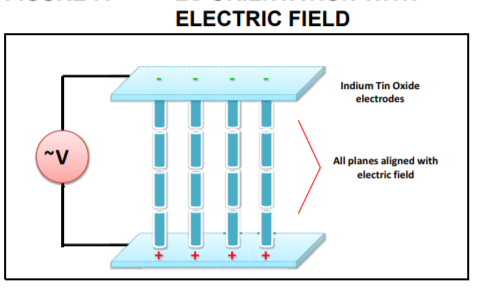 ELECTRIC FIELD
- - - -
Indium Tin Oxide
electrodes
~V
All planes aligned with
electric field
+ + + +